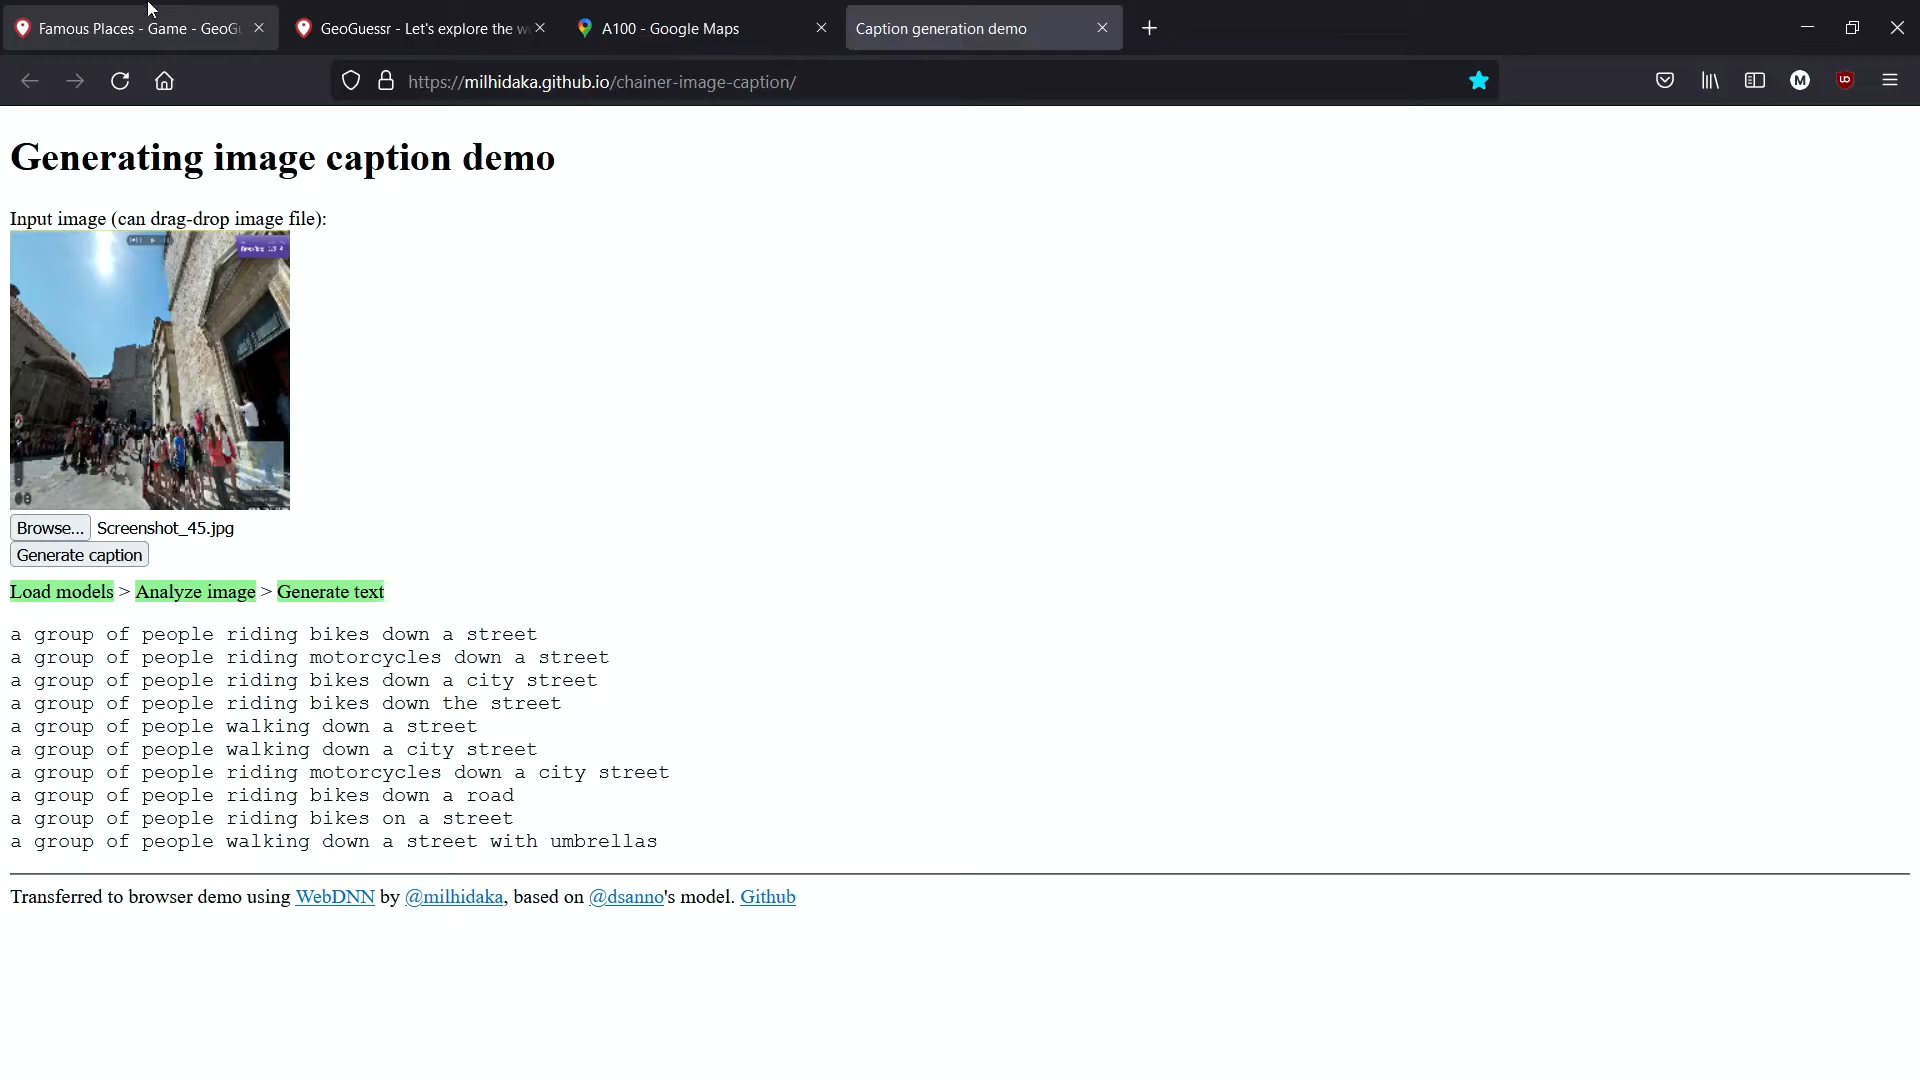 Famous Places - Game - GeoGu
GeoGuessr - Let's explore the w
A100 - Google Maps
Caption generation demo
https://milhidaka.github.io/chainer-image-caption/
M
Generating image caption demo
Input image (can drag-drop image file):
Browse... Screenshot_45.jpg
Generate caption
Load models > Analyze image > Generate text
a group of people riding bikes down a street
a group of people riding motorcycles down a street
a group of people riding bikes down a city street
a group of people riding bikes down the street
a group of people walking down a street
a group of people walking down a city street
a group of people riding motorcycles down a city street
a group of people riding bikes down a road
a group of people riding bikes on a street
a group of people walking down a street with umbrellas
Transferred to browser demo using WebDNN by @milhidaka, based on @dsanno's model. Github